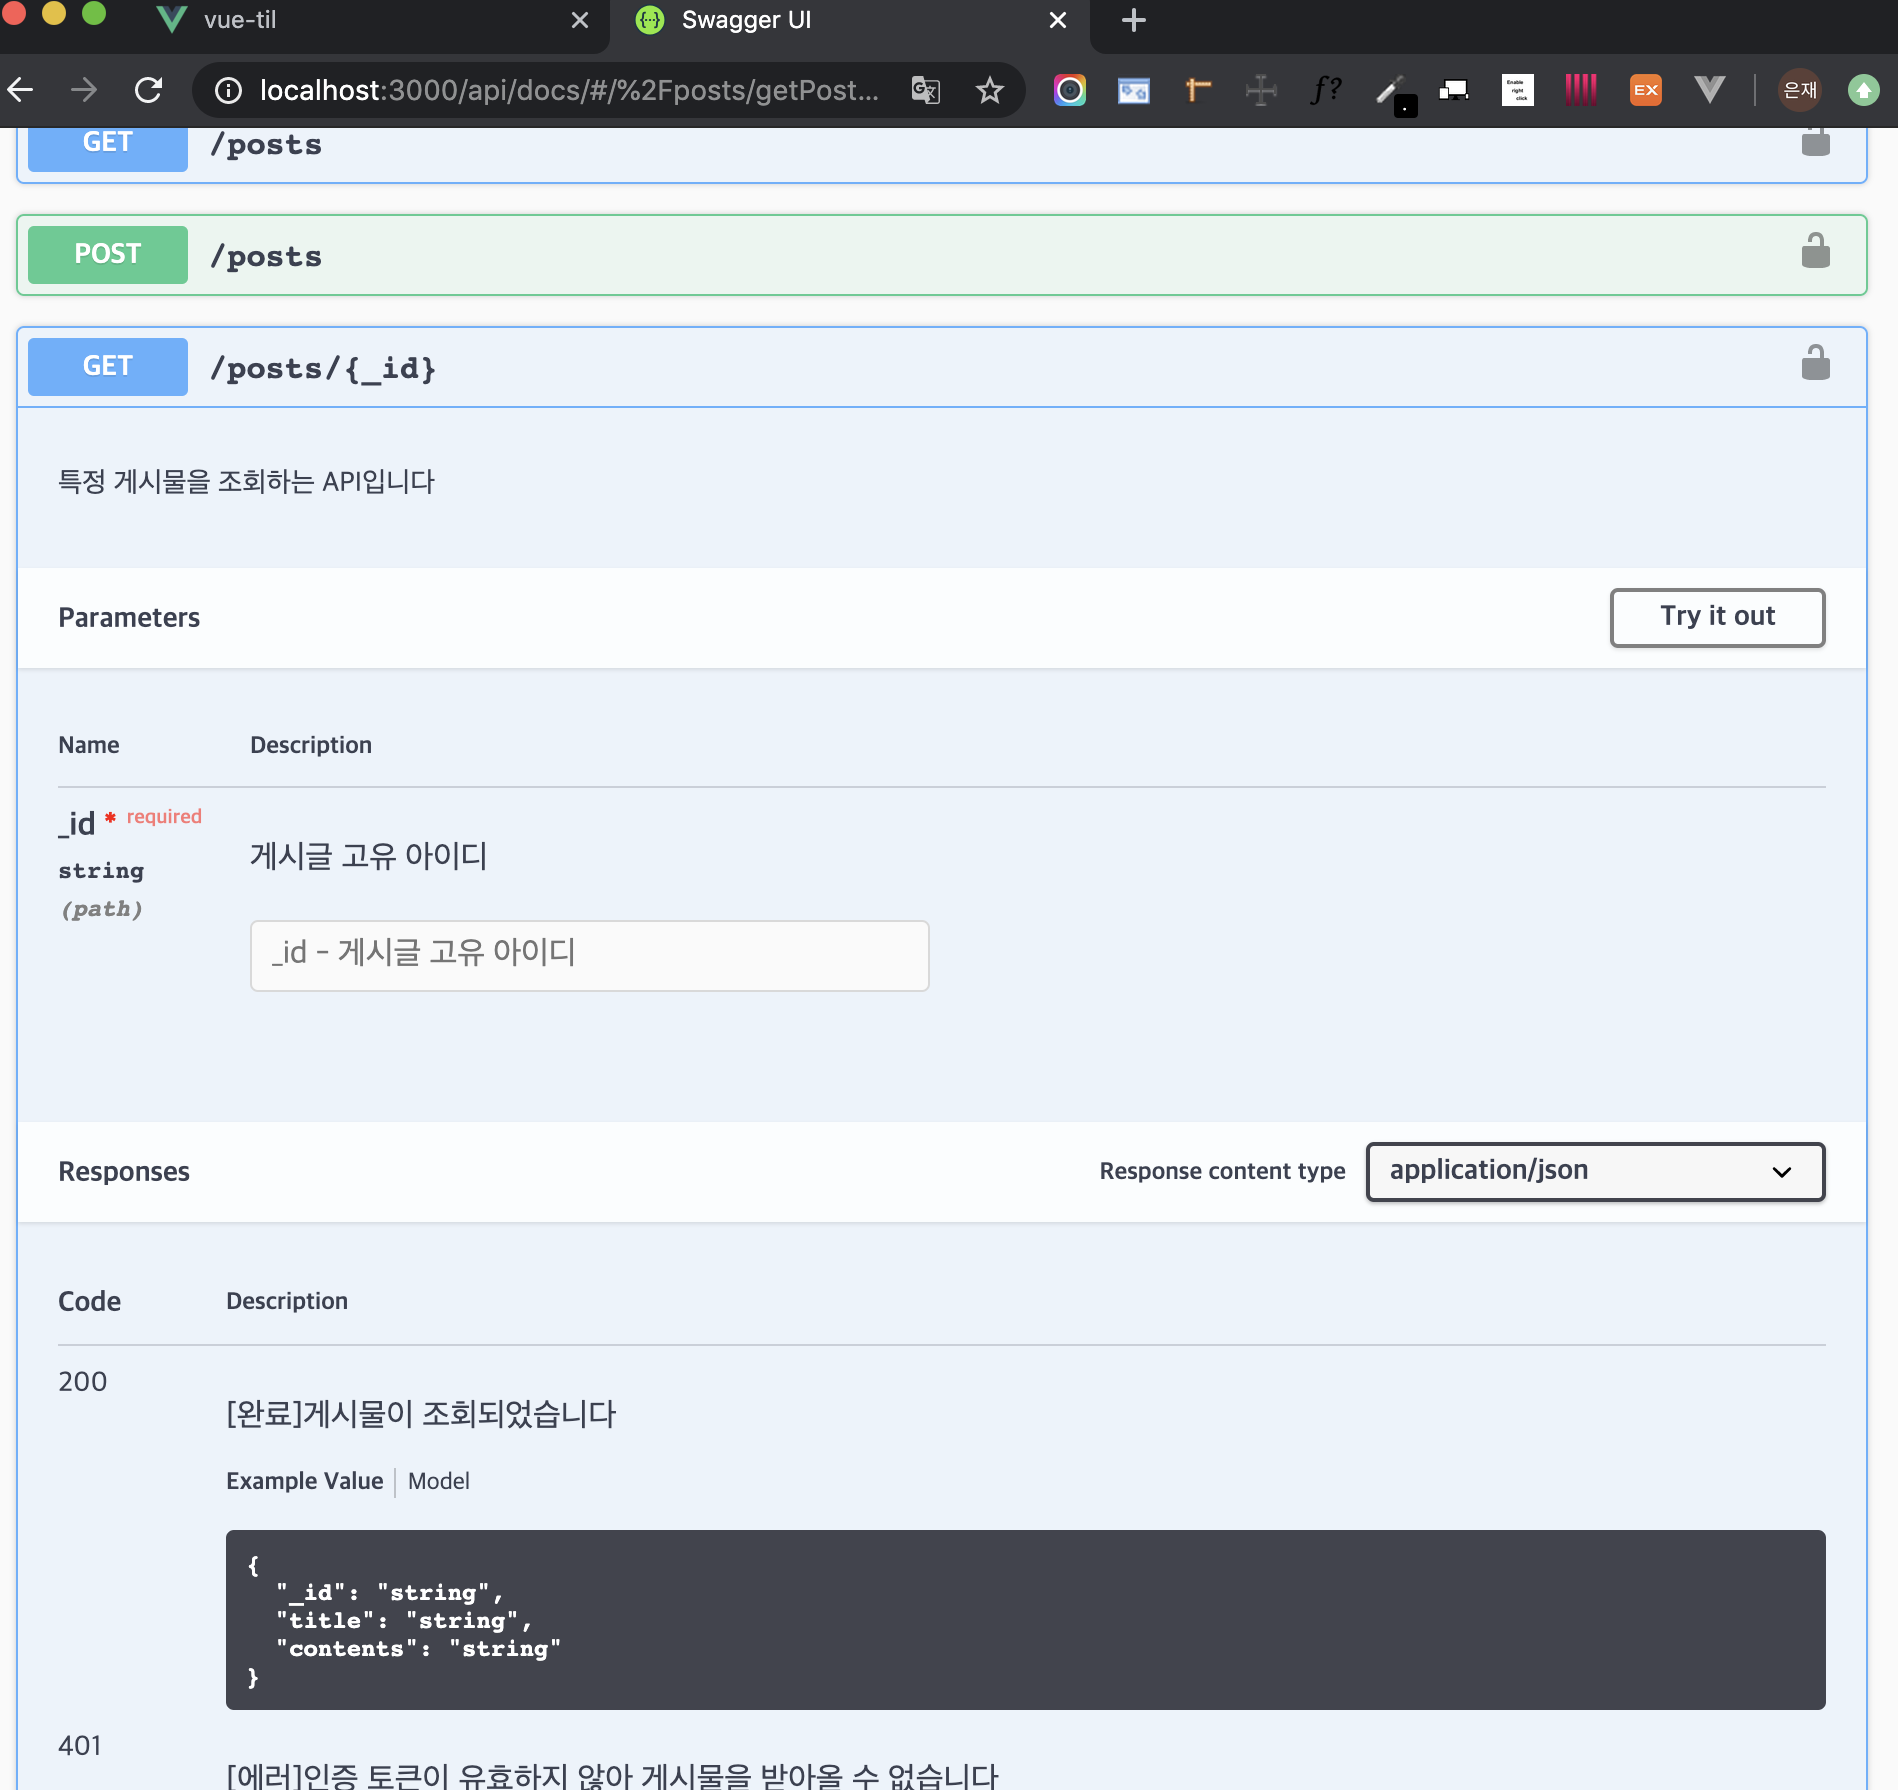 vue-til
Swagger UI
localhost:3000/api/docs/#/%2Fposts/getPost...
f?
Enable
right
click
EX
은재
GET /posts
POST /posts
GET /posts/{_id}
특정 게시물을 조회하는 API입니다
Parameters
Try it out
Name Description
_id * required
string
(path)
게시글 고유 아이디
_id - 게시글 고유 아이디
Responses
Response content type
application/json
Code Description
200
[완료]게시물이 조회되었습니다
Example Value Model
{
"_id": "string",
"title": "string",
"contents": "string"
}
401
[에러]인증 토큰이 유효하지 않아 게시물을 받아올 수 없습니다